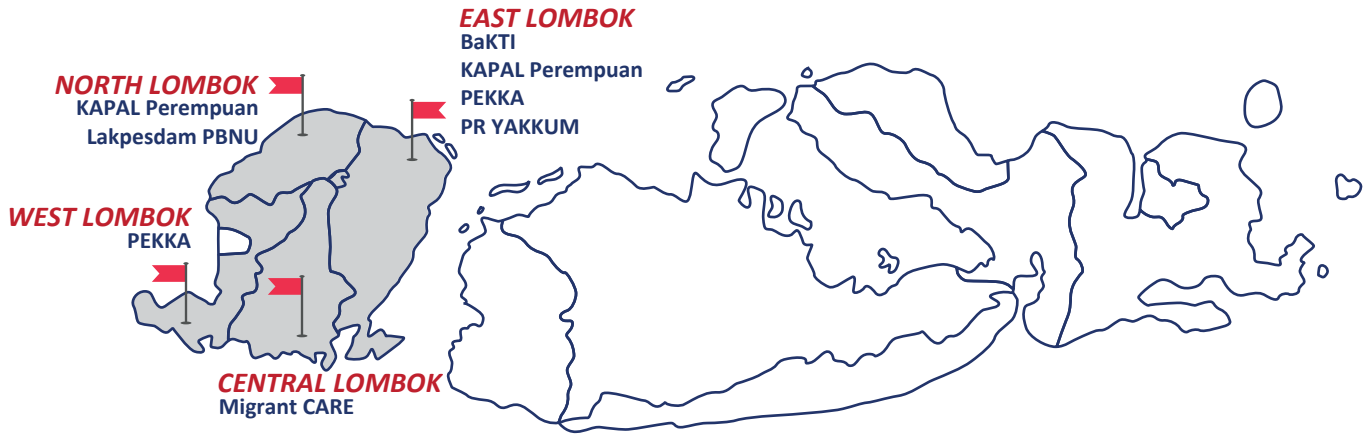 EAST LOMBOK
BaKTI
KAPAL Perempuan
PEKKA
PR YAKKUM
NORTH LOMBOK
KAPAL Perempuan
Lakpesdam PBNU
WEST LOMBOK
PEKKA
CENTRAL LOMBOK
Migrant CARE